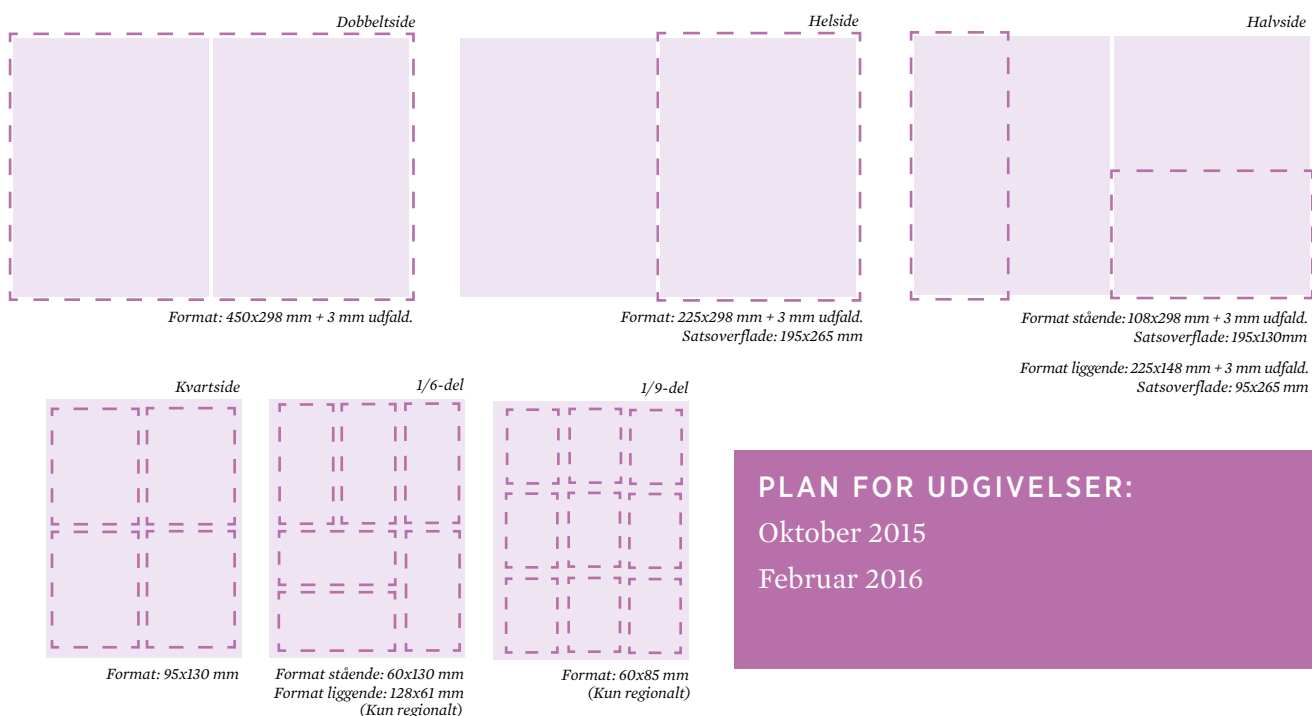 Dobbeltside
Format: 450x298 mm + 3 mm udfald.
Helside
Format: 225x298 mm + 3 mm udfald.
Satsoverflade: 195x265 mm
Halvside
Format stående: 108x298 mm + 3 mm udfald.
Satsoverflade: 195x130mm
Format liggende: 225x148 mm + 3 mm udfald.
Satsoverflade: 95x265 mm
Kvartside
Format: 95x130 mm
1/6-del
Format stående: 60x130 mm
Format liggende: 128x61 mm
(Kun regionalt)
1/9-del
Format: 60x85 mm
(Kun regionalt)
PLAN FOR UDGIVELSER:
Oktober 2015
Februar 2016